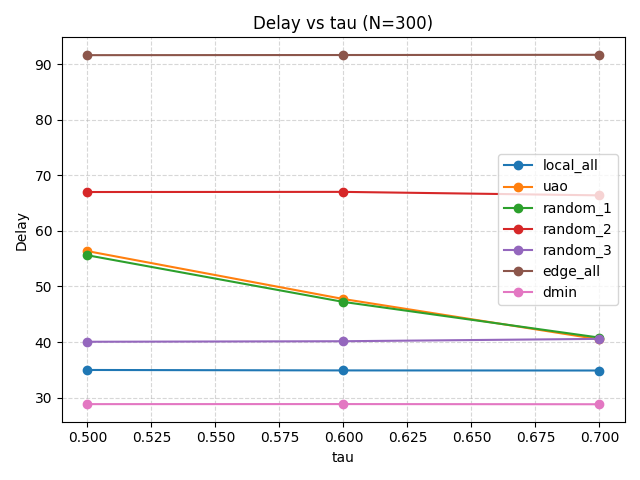 Delay vs tau (N=300)
Delay
90
80
70
60
50
40
30
local_all
uao
random_1
random_2
random_3
edge_all
dmin
0.500 0.525 0.550 0.575 0.600 0.625 0.650 0.675 0.700
tau